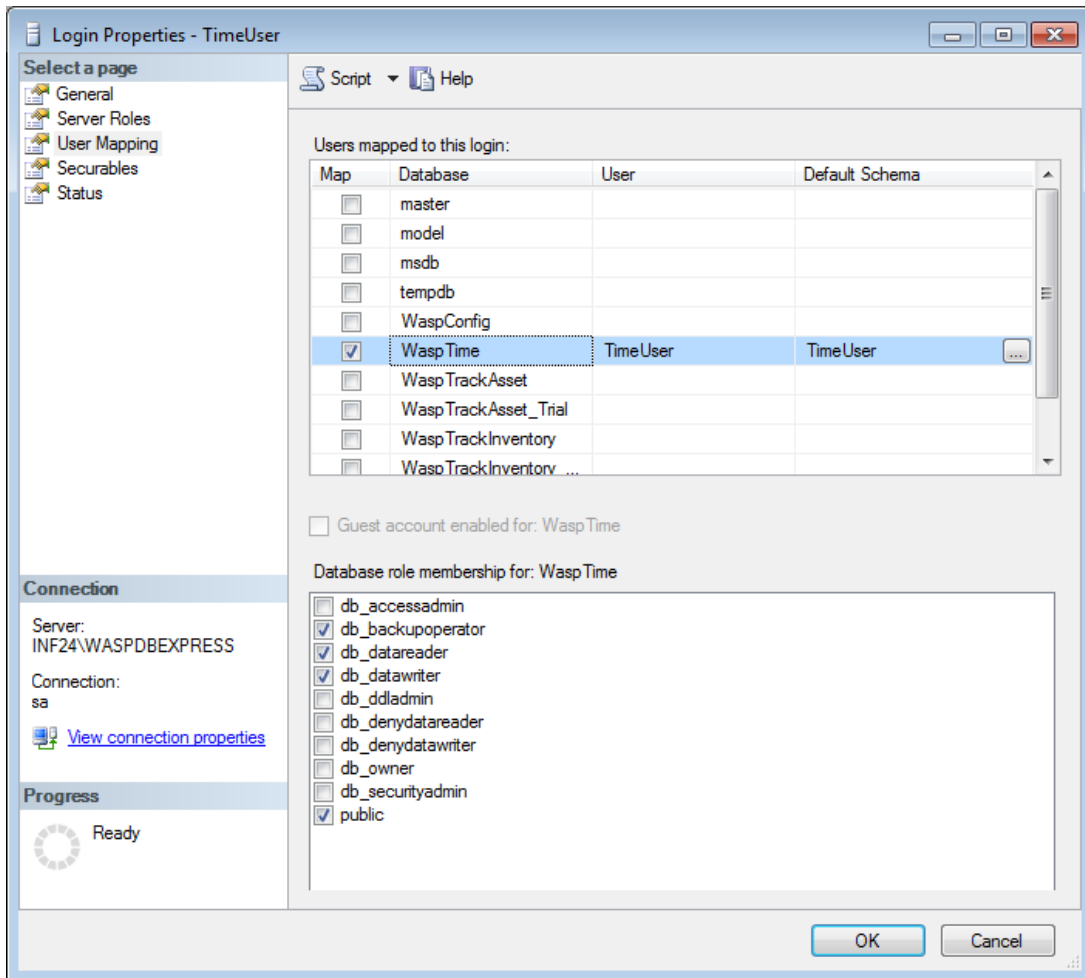 Login Properties - TimeUser
Select a page
General
Server Roles
User Mapping
Securables
Status
Script Help
Users mapped to this login:
Map Database User Default Schema
master
model
msdb
tempdb
WaspConfig
WaspTime TimeUser TimeUser ...
WaspTrackAsset
WaspTrackAsset_Trial
WaspTrackInventory
WaspTrackInventory_...
Guest account enabled for: WaspTime
Database role membership for: WaspTime
db_accessadmin
db_backupoperator
db_datareader
db_datawriter
db_ddladmin
db_denydatareader
db_denydatawriter
db_owner
db_securityadmin
public
Connection
Server:
INF24\WASPDBEXPRESS
Connection:
sa
View connection properties
Progress
Ready
OK Cancel